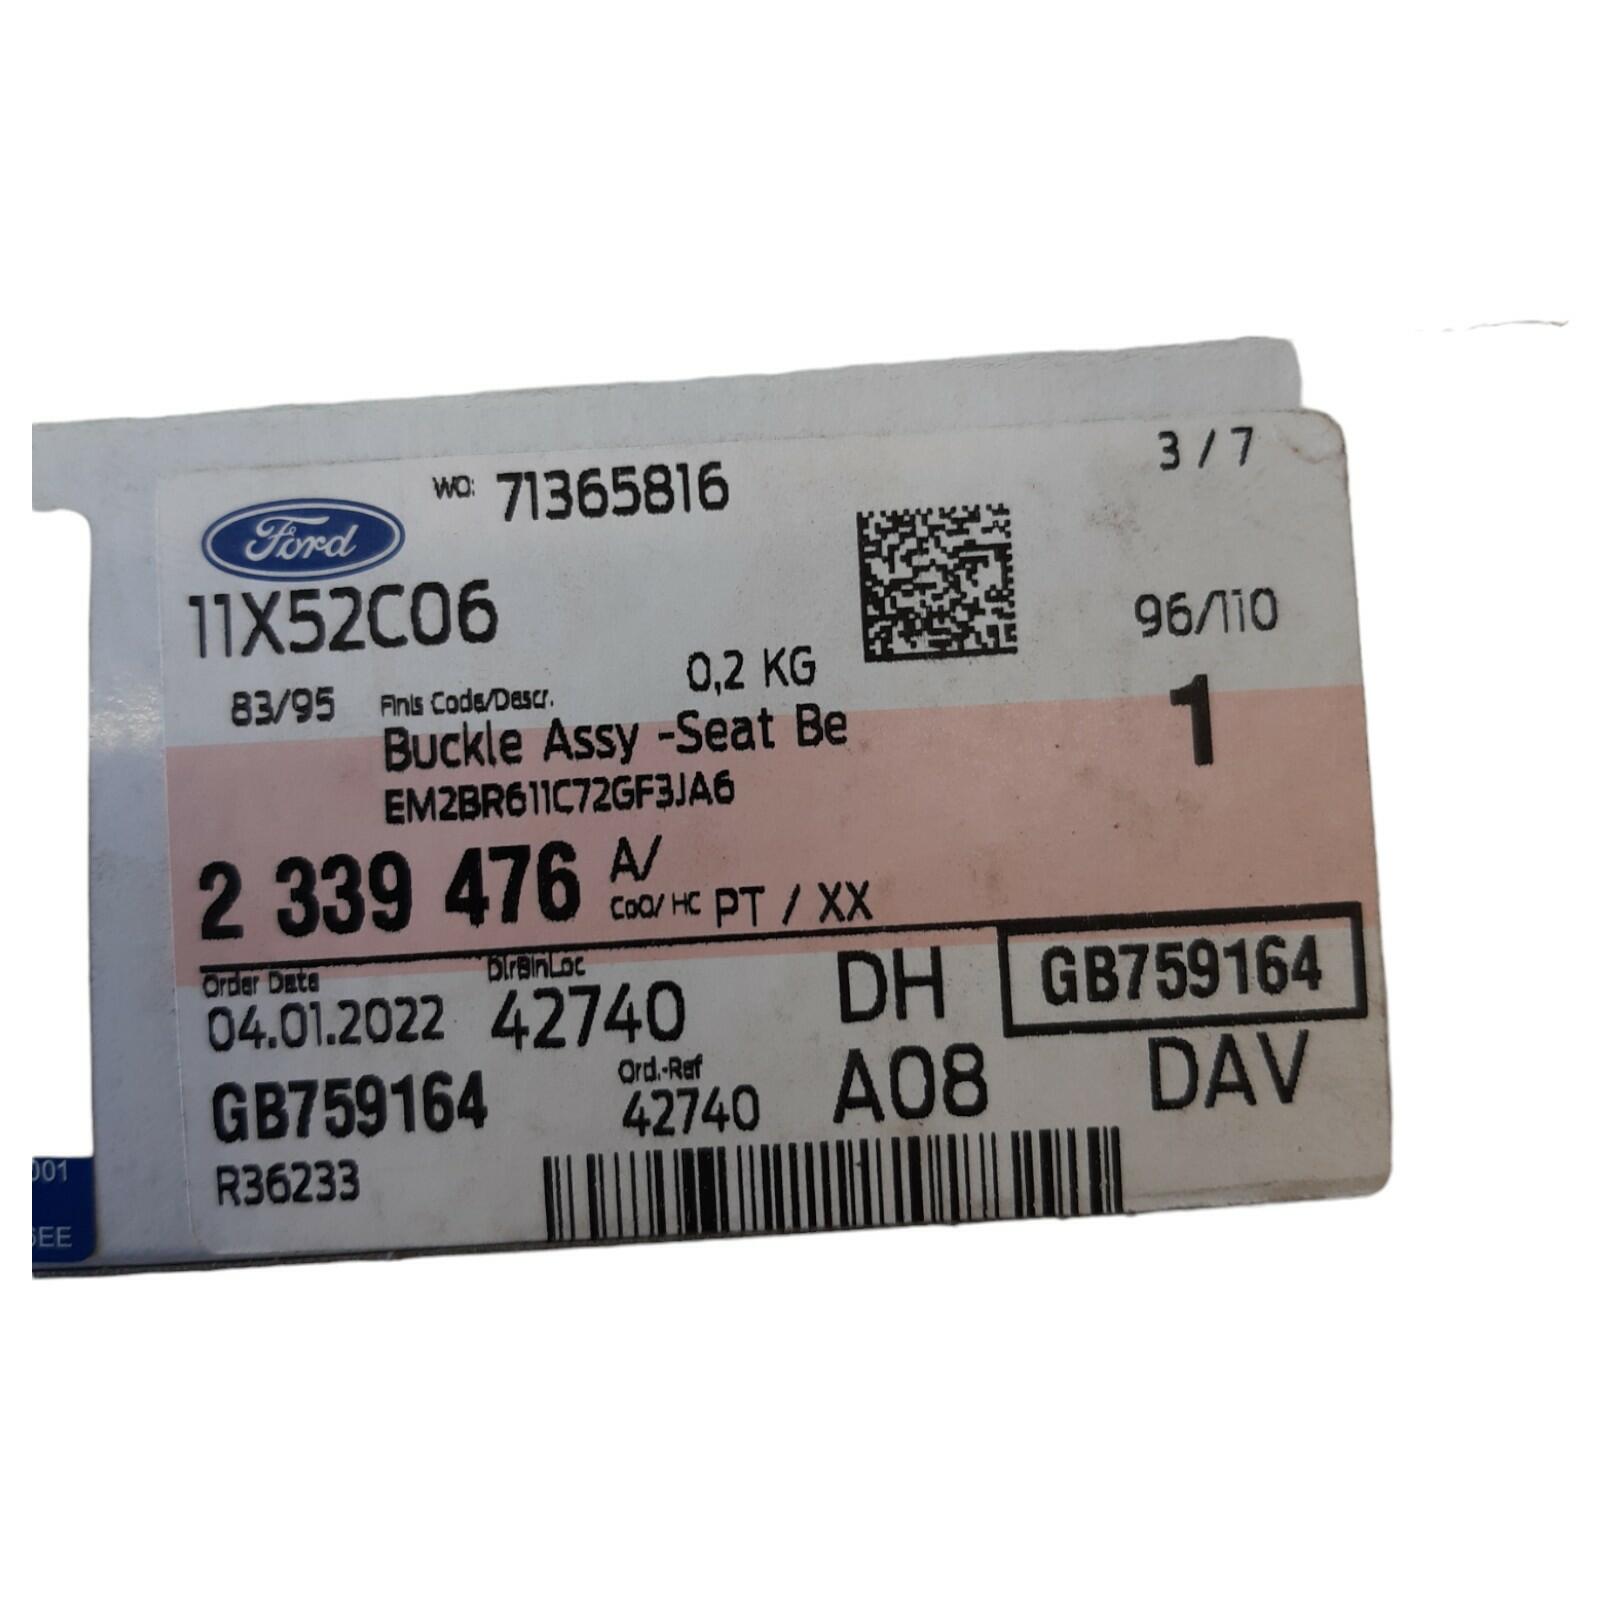 WO: 71365816
3 / 7
Ford
11X52C06
96/110
0,2 KG
83/95
Finis Code/Descr.
1
Buckle Assy -Seat Be
EM2BR611C72GF3JA6
2 339 476 A/
CoO/ HC PT / XX
Order Date
DlrBinLoc
04.01.2022
42740
DH
GB759164
GB759164
Ord.-Ref
42740
A08
DAV
R36233
001